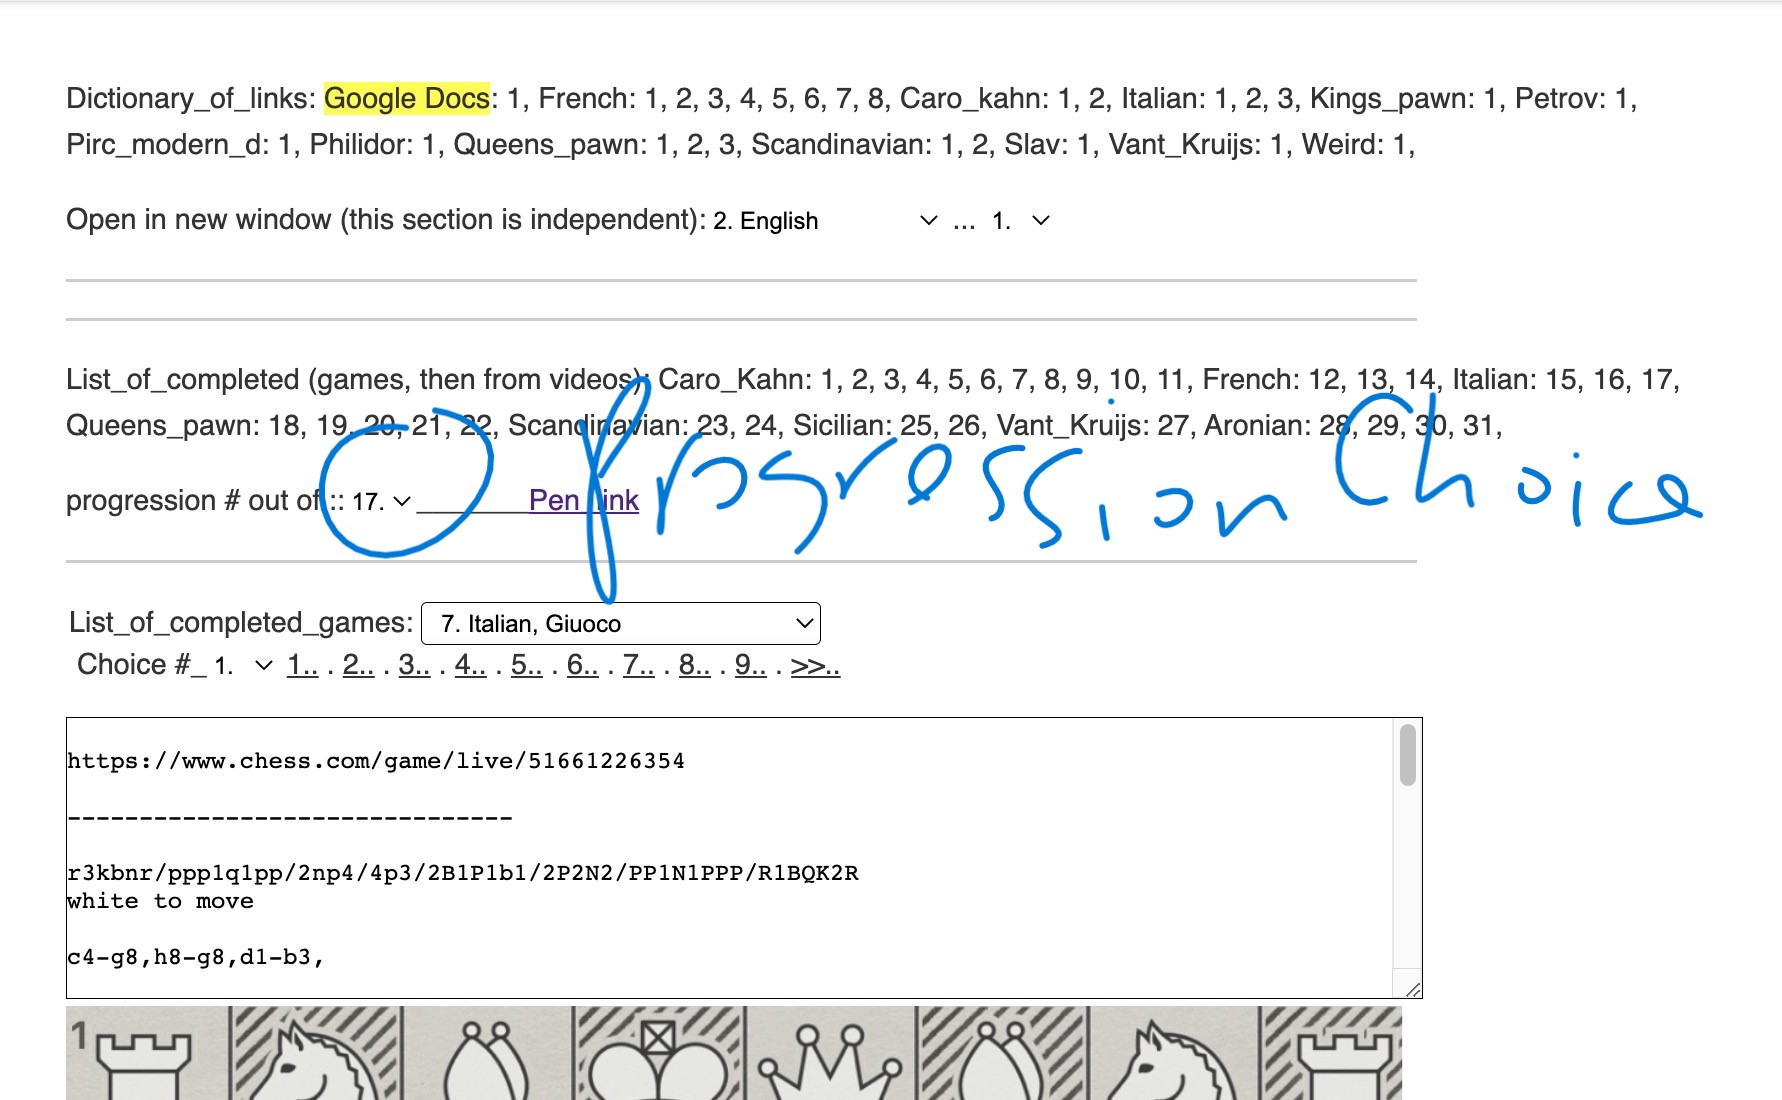 Dictionary_of_links: Google Docs: 1, French: 1, 2, 3, 4, 5, 6, 7, 8, Caro_kahn: 1, 2, Italian: 1, 2, 3, Kings_pawn: 1, Petrov: 1,
Pirc_modern_d: 1, Philidor: 1, Queens_pawn: 1, 2, 3, Scandinavian: 1, 2, Slav: 1, Vant_Kruijs: 1, Weird: 1,
Open in new window (this section is independent): 2. English ... 1.
List_of_completed (games, then from videos): Caro_Kahn: 1, 2, 3, 4, 5, 6, 7, 8, 9, 10, 11, French: 12, 13, 14, Italian: 15, 16, 17,
Queens_pawn: 18, 19, 20, 21, 22, Scandinavian: 23, 24, Sicilian: 25, 26, Vant_Kruijs: 27, Aronian: 28, 29, 30, 31,
progression # out of :: 17. ________ Pen link
Progression Choice
List_of_completed_games: 7. Italian, Giuoco
Choice #_ 1. 1.. . 2.. . 3.. . 4.. . 5.. . 6.. . 7.. . 8.. . 9.. . >>..
https://www.chess.com/game/live/51661226354
-------------------------------
r3kbnr/ppp1q1pp/2np4/4p3/2B1P1b1/2P2N2/PP1N1PPP/R1BQK2R
white to move
c4-g8,h8-g8,d1-b3,
1